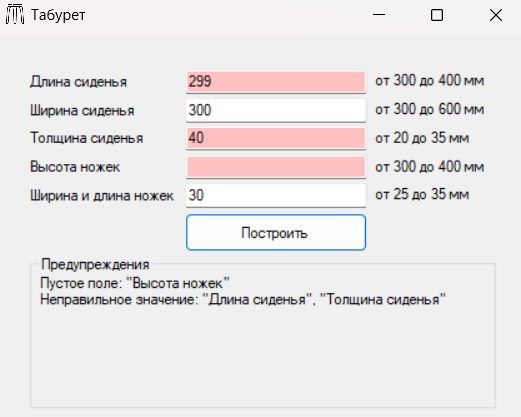 Табурет
Длина сиденья 299 от 300 до 400 мм
Ширина сиденья 300 от 300 до 600 мм
Толщина сиденья 40 от 20 до 35 мм
Высота ножек от 300 до 400 мм
Ширина и длина ножек 30 от 25 до 35 мм
Построить
Предупреждения
Пустое поле: "Высота ножек"
Неправильное значение: "Длина сиденья", "Толщина сиденья"